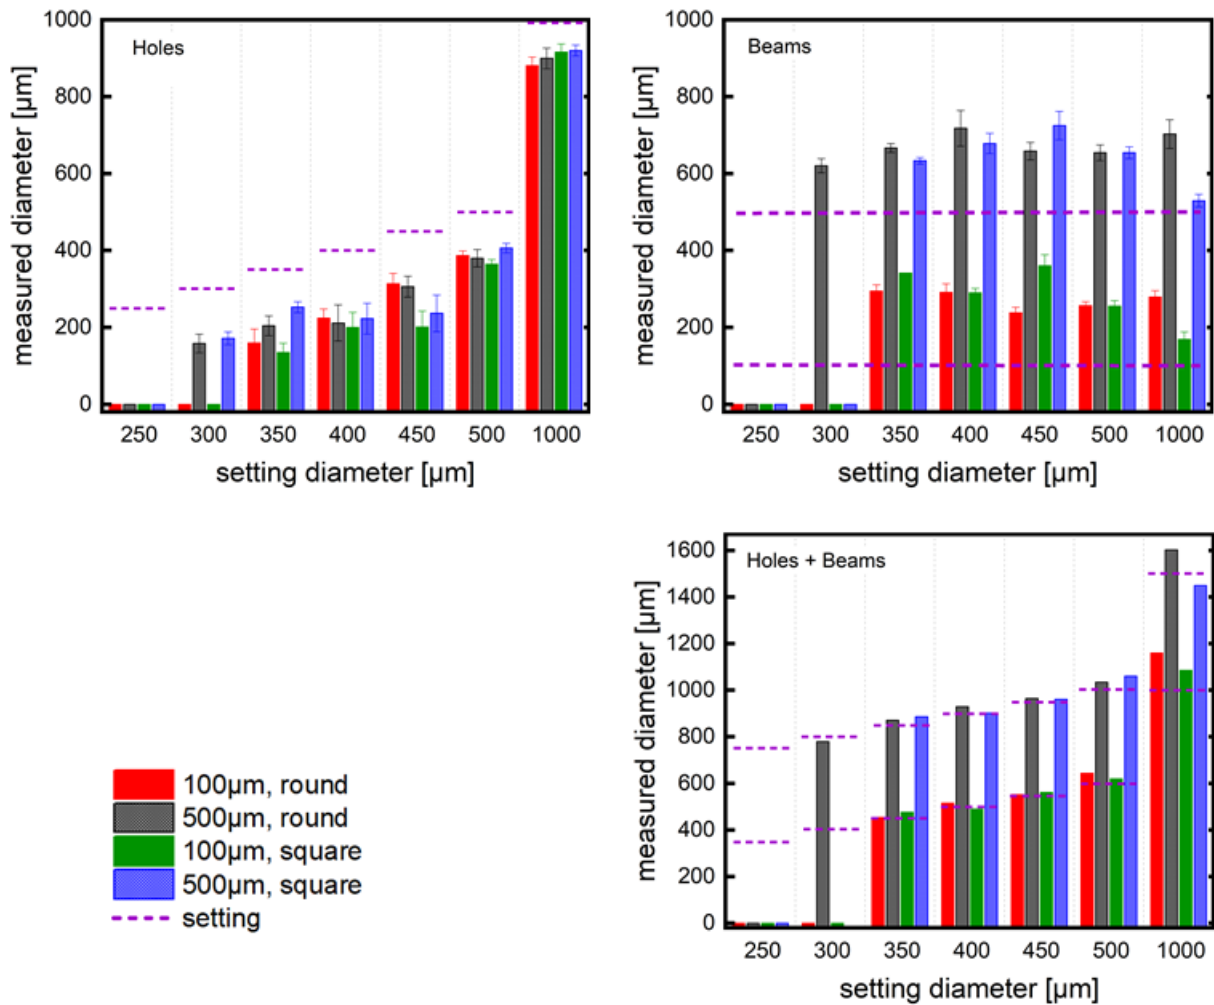 Holes
1000
800
600
400
200
0
measured diameter [µm]
250 300 350 400 450 500 1000
setting diameter [µm]
Beams
1000
800
600
400
200
0
measured diameter [µm]
250 300 350 400 450 500 1000
setting diameter [µm]
Holes + Beams
1600
1400
1200
1000
800
600
400
200
0
measured diameter [µm]
250 300 350 400 450 500 1000
setting diameter [µm]
100µm, round
500µm, round
100µm, square
500µm, square
setting